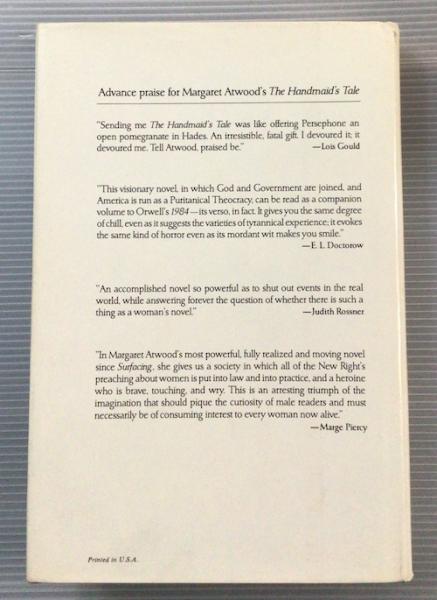 Advance praise for Margaret Atwood's The Handmaid's Tale
"Sending me The Handmaid's Tale was like offering Persephone an
open pomegranate in Hades. An irresistible, fatal gift. I devoured it; it
devoured me. Tell Atwood, praised be." —Lois Gould
"This visionary novel, in which God and Government are joined, and
America is run as a Puritanical Theocracy, can be read as a companion
volume to Orwell's 1984—its verso, in fact. It gives you the same degree
of chill, even as it suggests the varieties of tyrannical experience; it evokes
the same kind of horror even as its mordant wit makes you smile."
—E. L. Doctorow
"An accomplished novel so powerful as to shut out events in the real
world, while answering forever the question of whether there is such a
thing as a woman's novel." —Judith Rossner
"In Margaret Atwood's most powerful, fully realized and moving novel
since Surfacing, she gives us a society in which all of the New Right's
preaching about women is put into law and into practice, and a heroine
who is brave, touching, and wry. This is an arresting triumph of the
imagination that should pique the curiosity of male readers and must
necessarily be of consuming interest to every woman now alive."
—Marge Piercy
Printed in U.S.A.